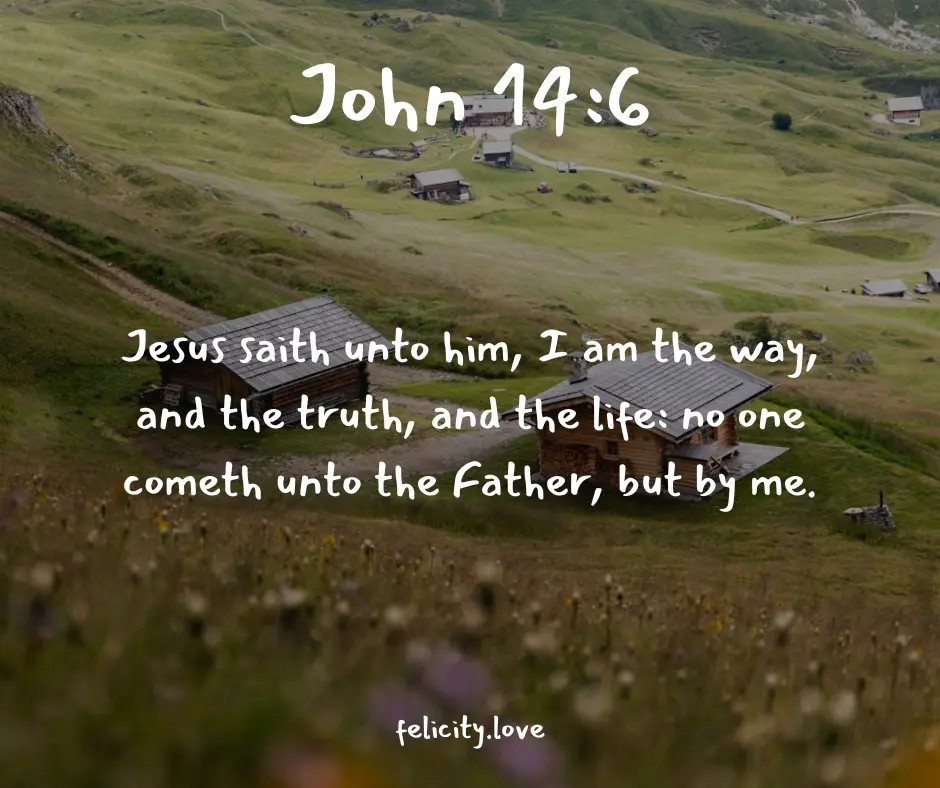 John 14:6
Jesus saith unto him, I am the way,
and the truth, and the life: no one
cometh unto the Father, but by me.
felicity.love